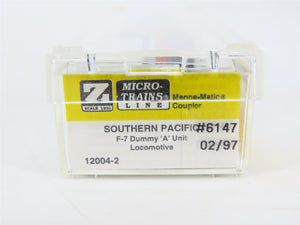 Z
SCALE 1:220
MICRO-
TRAINS
LINE
Magne-Matic®
Coupler
SOUTHERN PACIFIC #6147
F-7 Dummy 'A' Unit
Locomotive
02/97
12004-2